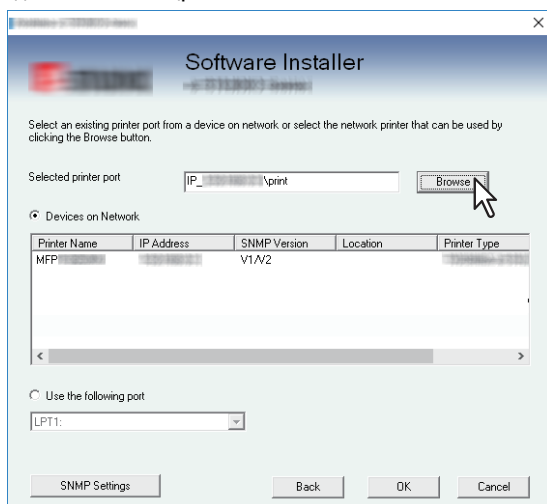 Software Installer
Select an existing printer port from a device on network or select the network printer that can be used by
clicking the Browse button.
Selected printer port IP_ \print Browse
Devices on Network
Printer Name IP Address SNMP Version Location Printer Type
MFP V1/V2
Use the following port
LPT1:
SNMP Settings Back OK Cancel